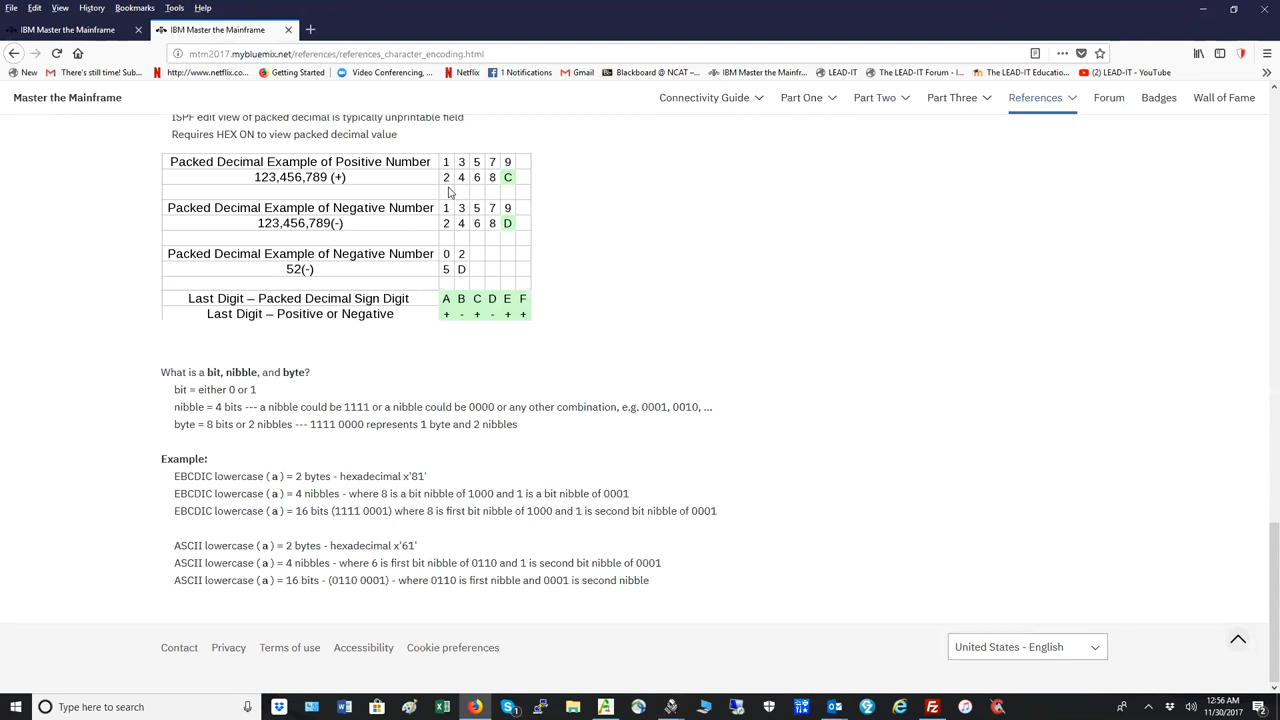 File Edit View History Bookmarks Tools Help
IBM Master the Mainframe × IBM Master the Mainframe × +
mtm2017.mybluemix.net/references/references_character_encoding.html
New There's still time! Sub... http://www.netflix.co... Getting Started Video Conferencing, ... Netflix 1 Notifications Gmail Blackboard @ NCAT –... IBM Master the Mainfr... LEAD-IT The LEAD-IT Forum - I... The LEAD-IT Educatio... (2) LEAD-IT - YouTube
Master the Mainframe Connectivity Guide Part One Part Two Part Three References Forum Badges Wall of Fame
ISPF edit view of packed decimal is typically unprintable field
Requires HEX ON to view packed decimal value
Packed Decimal Example of Positive Number 1 3 5 7 9
123,456,789 (+) 2 4 6 8 C
Packed Decimal Example of Negative Number 1 3 5 7 9
123,456,789(-) 2 4 6 8 D
Packed Decimal Example of Negative Number 0 2
52(-) 5 D
Last Digit – Packed Decimal Sign Digit A B C D E F
Last Digit – Positive or Negative + - + - + +
What is a bit, nibble, and byte?
bit = either 0 or 1
nibble = 4 bits --- a nibble could be 1111 or a nibble could be 0000 or any other combination, e.g. 0001, 0010, ...
byte = 8 bits or 2 nibbles --- 1111 0000 represents 1 byte and 2 nibbles
Example:
EBCDIC lowercase ( a ) = 2 bytes - hexadecimal x'81'
EBCDIC lowercase ( a ) = 4 nibbles - where 8 is a bit nibble of 1000 and 1 is a bit nibble of 0001
EBCDIC lowercase ( a ) = 16 bits (1111 0001) where 8 is first bit nibble of 1000 and 1 is second bit nibble of 0001
ASCII lowercase ( a ) = 2 bytes - hexadecimal x'61'
ASCII lowercase ( a ) = 4 nibbles - where 6 is first bit nibble of 0110 and 1 is second bit nibble of 0001
ASCII lowercase ( a ) = 16 bits - (0110 0001) - where 0110 is first nibble and 0001 is second nibble
Contact Privacy Terms of use Accessibility Cookie preferences United States - English
Type here to search
12:56 AM
11/30/2017